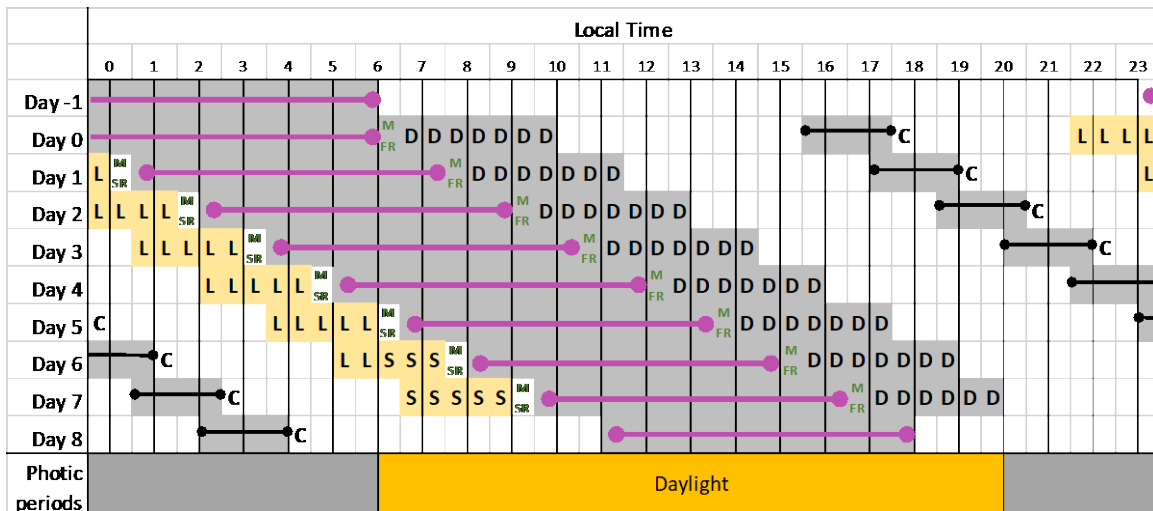 Local Time
0 1 2 3 4 5 6 7 8 9 10 11 12 13 14 15 16 17 18 19 20 21 22 23
Day -1
Day 0 M FR D D D D D D D C L L L L
Day 1 L M SR M FR D D D D D D D C L
Day 2 L L L L M SR M FR D D D D D D D C
Day 3 L L L L L M SR M FR D D D D D D D C
Day 4 L L L L L M SR M FR D D D D D D D
Day 5 C L L L L L M SR M FR D D D D D D D
Day 6 C L L S S S M SR M FR D D D D D D D
Day 7 C S S S S S M SR M FR D D D D D D
Day 8 C
Photic
periods
Daylight